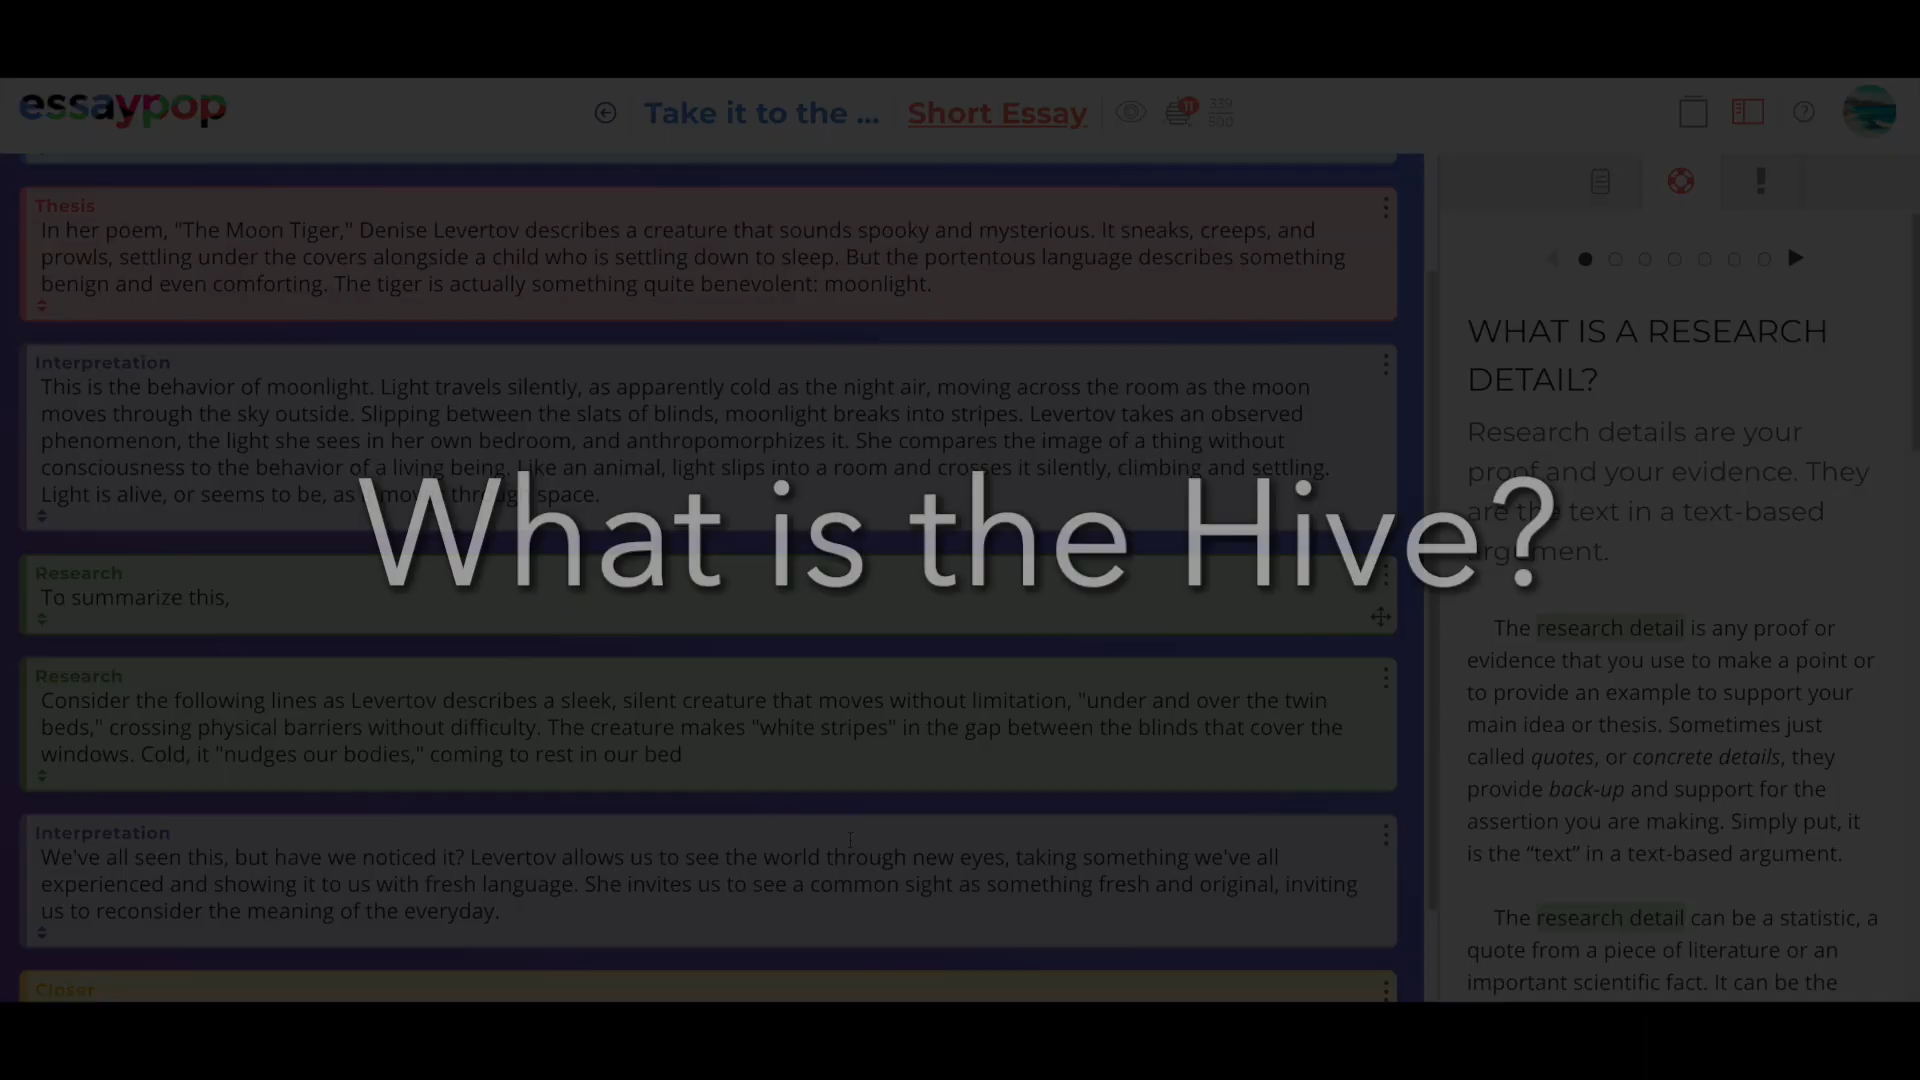 essaypop
Take it to the ...
Short Essay
11
339
500
Thesis
In her poem, "The Moon Tiger," Denise Levertov describes a creature that sounds spooky and mysterious. It sneaks, creeps, and
prowls, settling under the covers alongside a child who is settling down to sleep. But the portentous language describes something
benign and even comforting. The tiger is actually something quite benevolent: moonlight.
Interpretation
This is the behavior of moonlight. Light travels silently, as apparently cold as the night air, moving across the room as the moon
moves through the sky outside. Slipping between the slats of blinds, moonlight breaks into stripes. Levertov takes an observed
phenomenon, the light she sees in her own bedroom, and anthropomorphizes it. She compares the image of a thing without
consciousness to the behavior of a living being. Like an animal, light slips into a room and crosses it silently, climbing and settling.
Light is alive, or seems to be, as it moves through space.
What is the Hive?
Research
To summarize this,
Research
Consider the following lines as Levertov describes a sleek, silent creature that moves without limitation, "under and over the twin
beds," crossing physical barriers without difficulty. The creature makes "white stripes" in the gap between the blinds that cover the
windows. Cold, it "nudges our bodies," coming to rest in our bed
Interpretation
We've all seen this, but have we noticed it? Levertov allows us to see the world through new eyes, taking something we've all
experienced and showing it to us with fresh language. She invites us to see a common sight as something fresh and original, inviting
us to reconsider the meaning of the everyday.
Closer
WHAT IS A RESEARCH
DETAIL?
Research details are your
proof and your evidence. They
are the text in a text-based
argument.
The research detail is any proof or
evidence that you use to make a point or
to provide an example to support your
main idea or thesis. Sometimes just
called quotes, or concrete details, they
provide back-up and support for the
assertion you are making. Simply put, it
is the “text” in a text-based argument.
The research detail can be a statistic, a
quote from a piece of literature or an
important scientific fact. It can be the